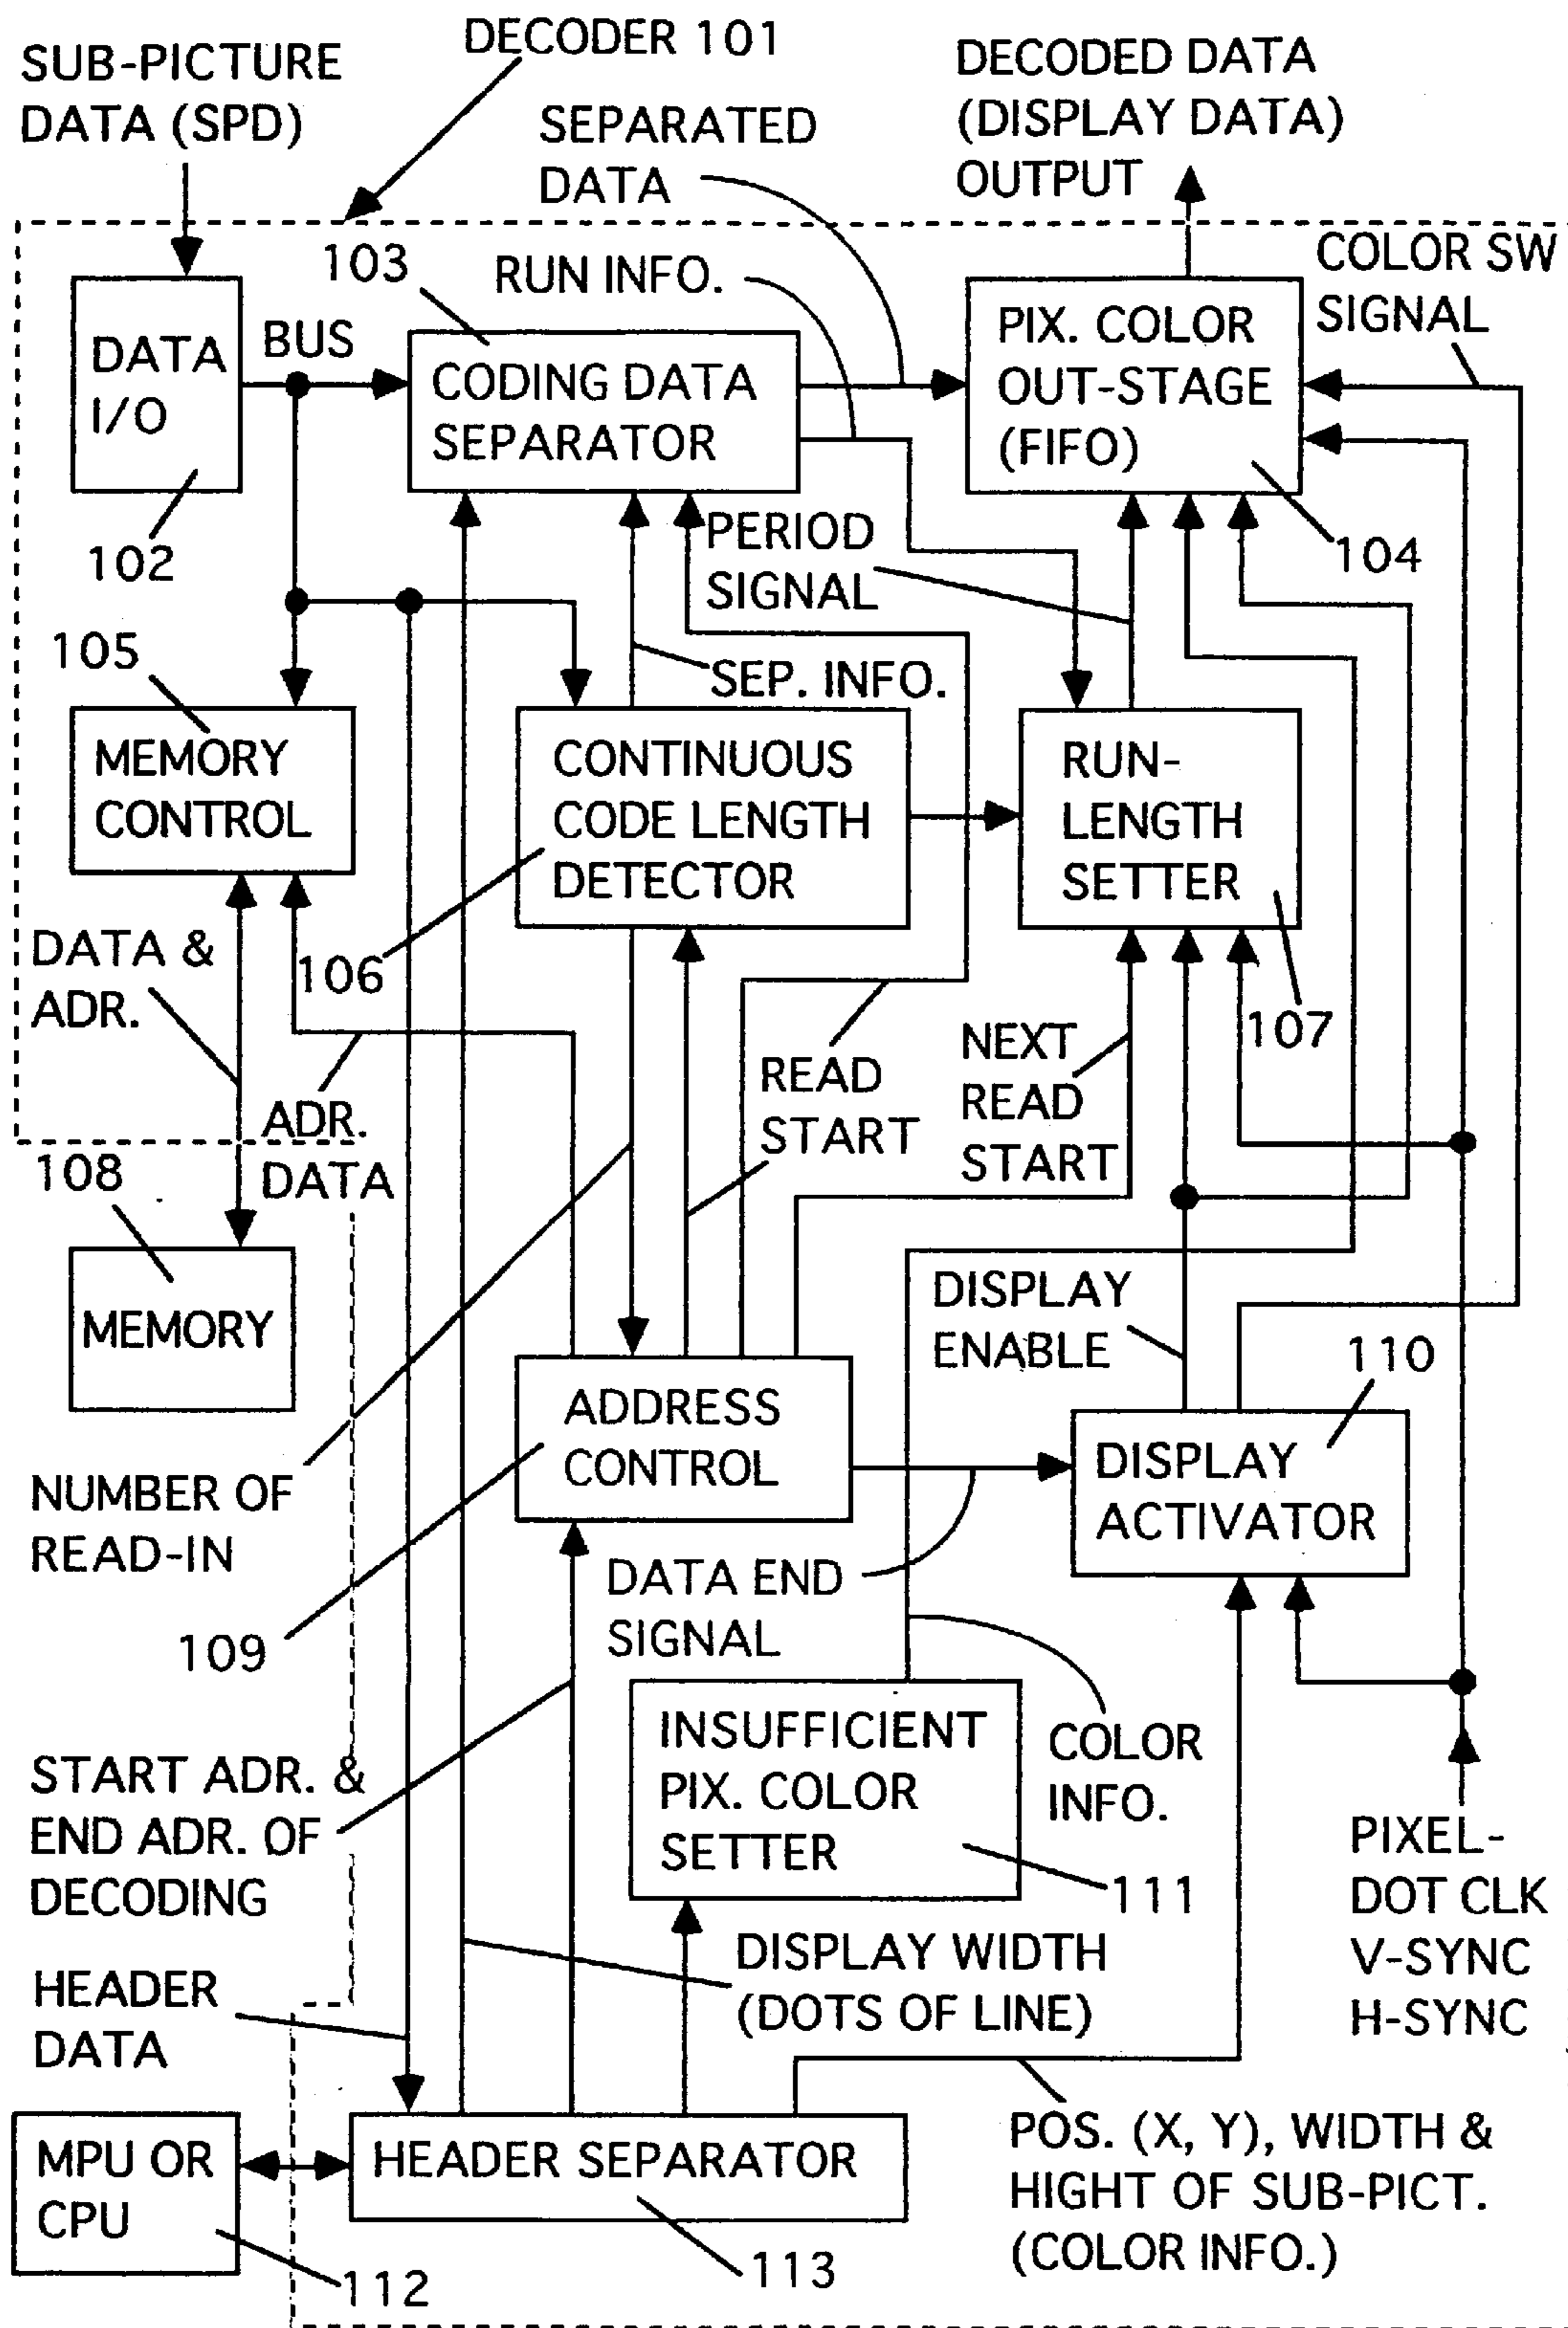 DECODER 101
SUB-PICTURE
DATA (SPD)
SEPARATED
DATA
DECODED DATA
(DISPLAY DATA)
OUTPUT
103
RUN INFO.
COLOR SW
SIGNAL
DATA
I/O
BUS
CODING DATA
SEPARATOR
PIX. COLOR
OUT-STAGE
(FIFO)
102
PERIOD
SIGNAL
104
105
SEP. INFO.
MEMORY
CONTROL
CONTINUOUS
CODE LENGTH
DETECTOR
RUN-
LENGTH
SETTER
DATA &
ADR.
106
107
READ
START
NEXT
READ
START
ADR.
DATA
108
MEMORY
DISPLAY
ENABLE
110
ADDRESS
CONTROL
DISPLAY
ACTIVATOR
NUMBER OF
READ-IN
DATA END
SIGNAL
109
INSUFFICIENT
PIX. COLOR
SETTER
COLOR
INFO.
START ADR. &
END ADR. OF
DECODING
111
PIXEL-
DOT CLK
V-SYNC
H-SYNC
DISPLAY WIDTH
(DOTS OF LINE)
HEADER
DATA
MPU OR
CPU
HEADER SEPARATOR
POS. (X, Y), WIDTH &
HIGHT OF SUB-PICT.
(COLOR INFO.)
112
113